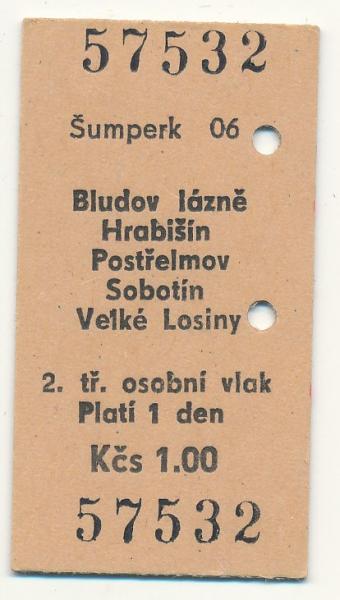 57532
Šumperk 06
Bludov lázně
Hrabišín
Postřelmov
Sobotín
Velké Losiny
2. tř. osobní vlak
Platí 1 den
Kčs 1.00
57532